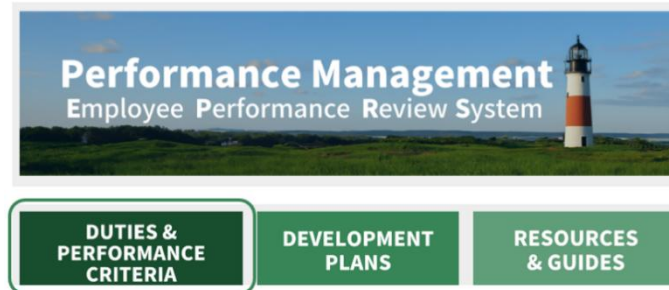 Performance Management
Employee Performance Review System
DUTIES &
PERFORMANCE
CRITERIA
DEVELOPMENT
PLANS
RESOURCES
& GUIDES